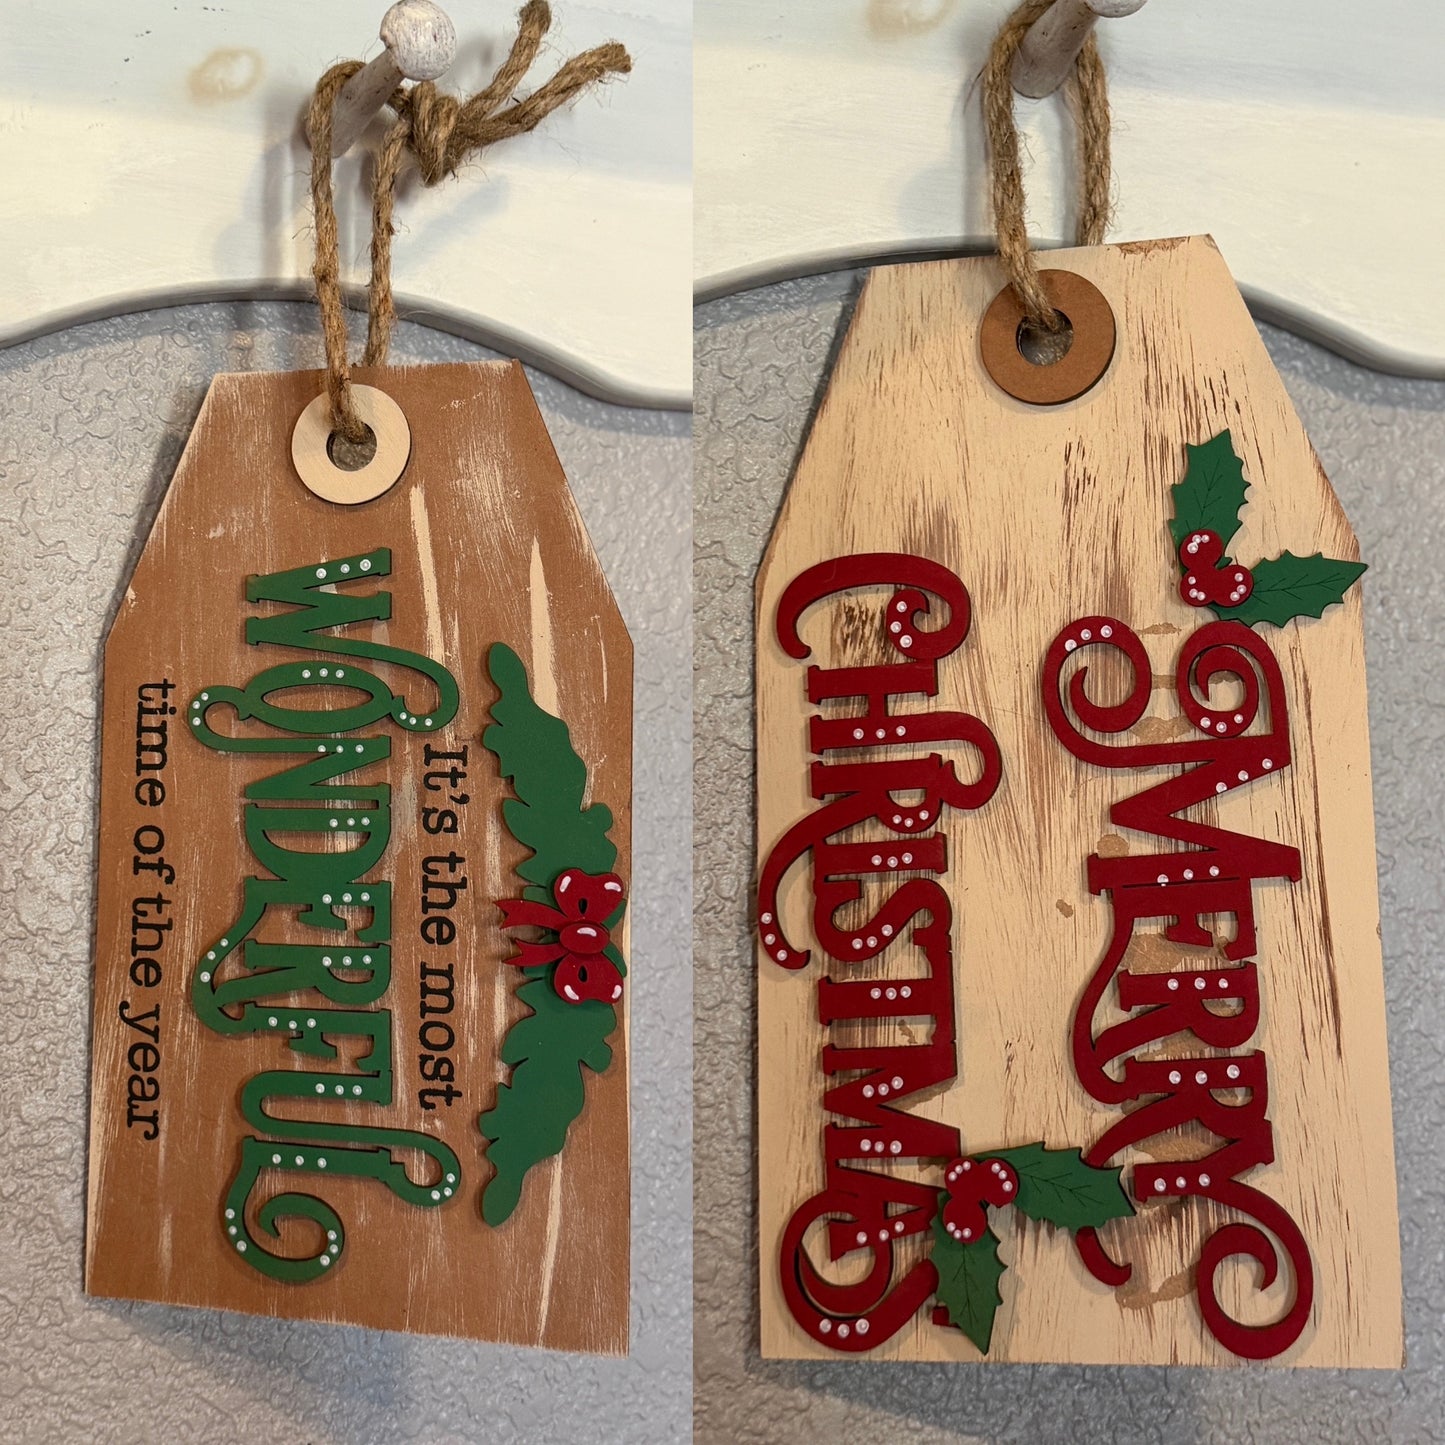 It's the most
WONDERFUL
time of the year
MERRY
CHRISTMAS